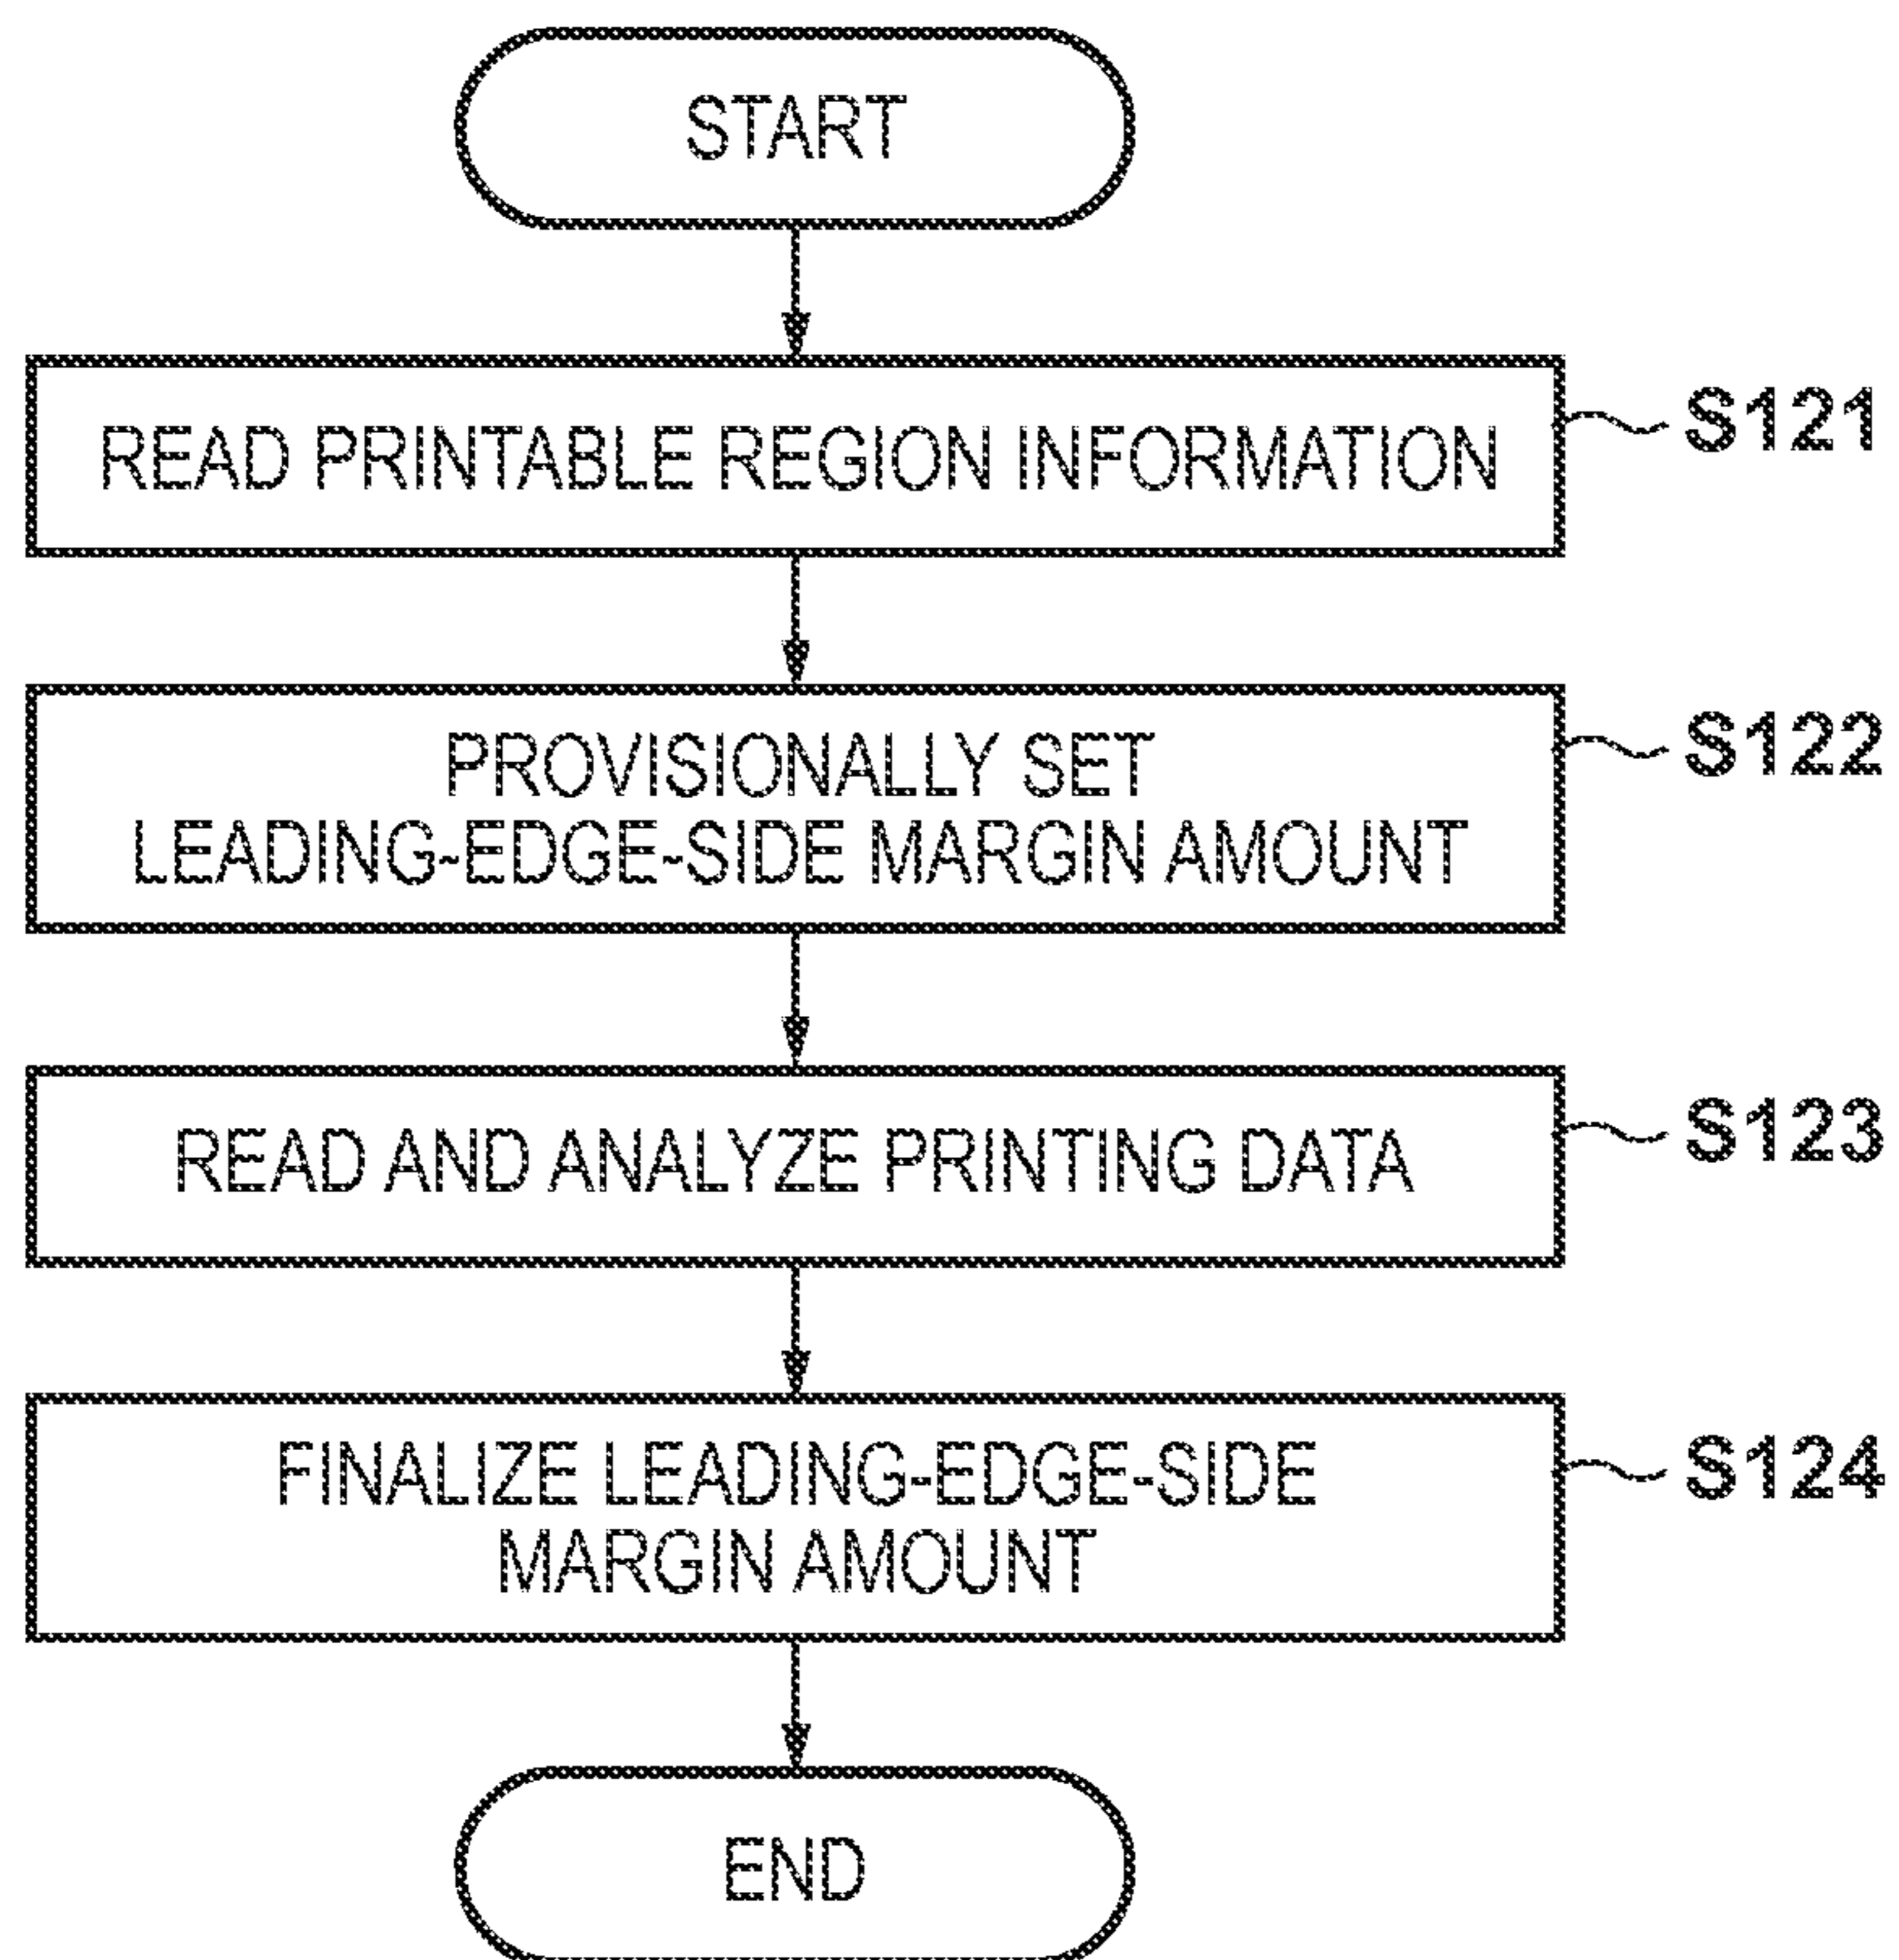 START
READ PRINTABLE REGION INFORMATION
S121
PROVISIONALLY SET
LEADING-EDGE-SIDE MARGIN AMOUNT
S122
READ AND ANALYZE PRINTING DATA
S123
FINALIZE LEADING-EDGE-SIDE
MARGIN AMOUNT
S124
END